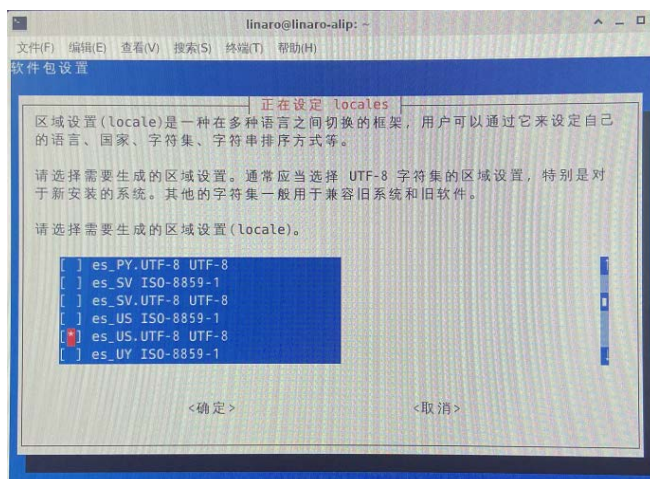 linaro@linaro-alip: ~
文件(F) 编辑(E) 查看(V) 搜索(S) 终端(T) 帮助(H)
软件包设置
正在设定 locales
区域设置(locale)是一种在多种语言之间切换的框架，用户可以通过它来设定自己
的语言、国家、字符集、字符串排序方式等。
请选择需要生成的区域设置。通常应当选择 UTF-8 字符集的区域设置，特别是对
于新安装的系统。其他的字符集一般用于兼容旧系统和旧软件。
请选择需要生成的区域设置(locale)。
[ ] es_PY.UTF-8 UTF-8
[ ] es_SV ISO-8859-1
[ ] es_SV.UTF-8 UTF-8
[ ] es_US ISO-8859-1
[*] es_US.UTF-8 UTF-8
[ ] es_UY ISO-8859-1
<确定> <取消>